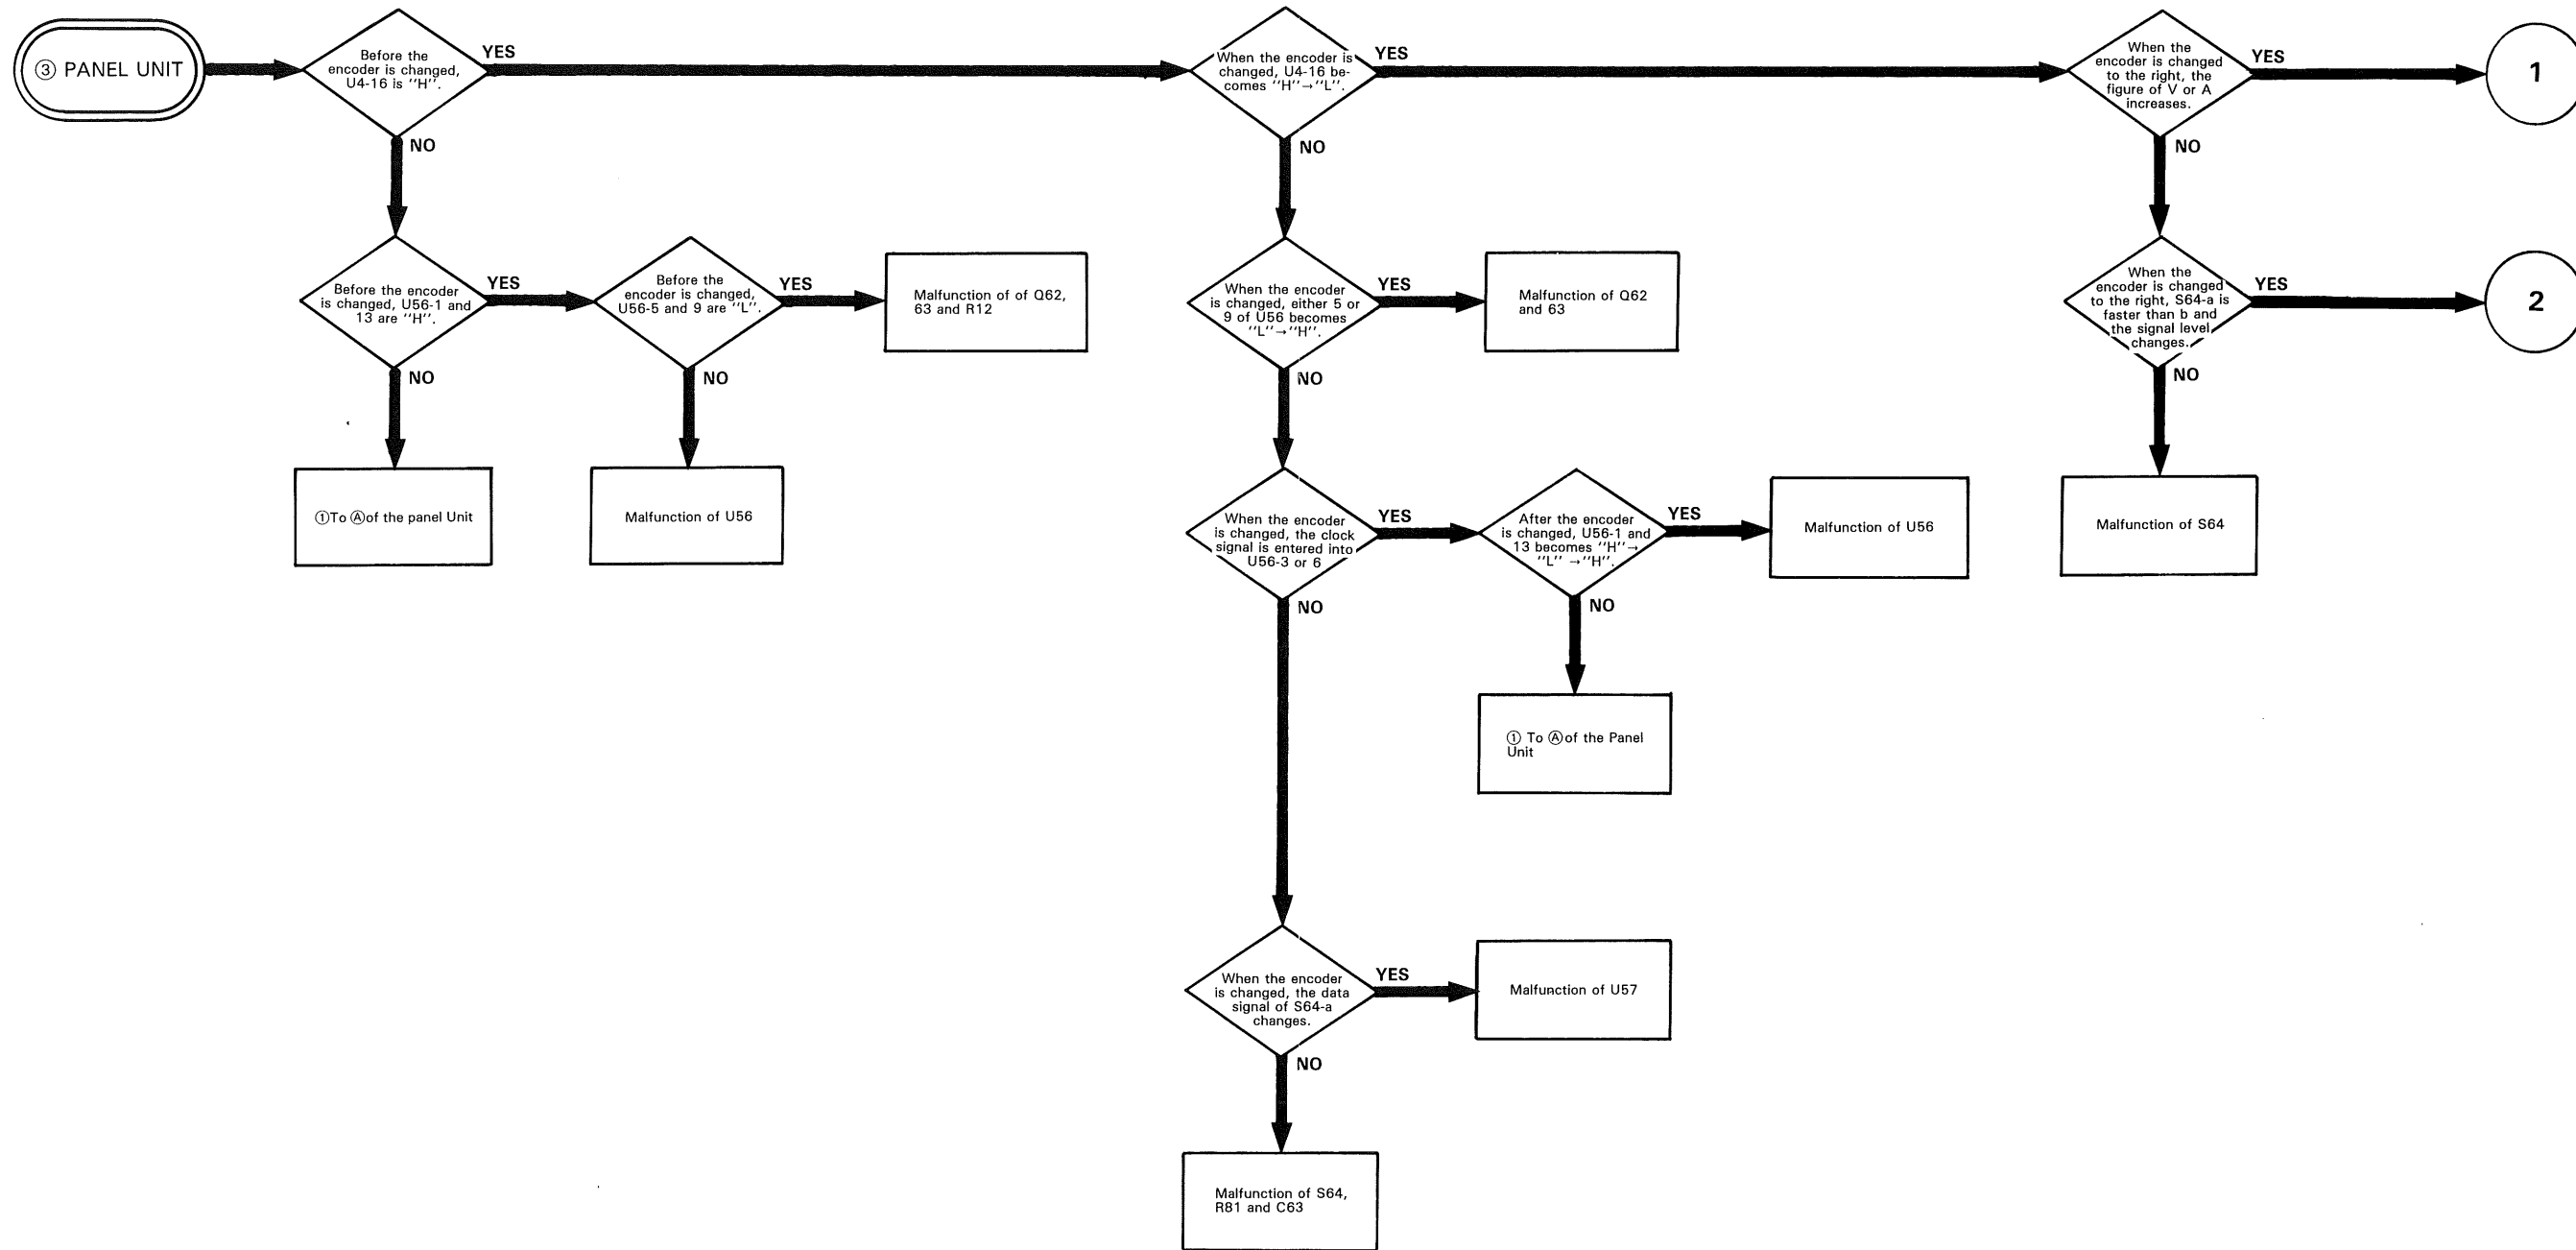 ③ PANEL UNIT
Before the
encoder is changed,
U4-16 is "H".
YES
NO
When the encoder is
changed, U4-16 be-
comes "H"→"L".
YES
NO
When the
encoder is changed
to the right, the
figure of V or A
increases.
YES
NO
1
Before the encoder
is changed, U56-1 and
13 are "H".
YES
NO
Before the
encoder is changed,
U56-5 and 9 are "L".
YES
NO
Malfunction of of Q62,
63 and R12
When the encoder
is changed, either 5 or
9 of U56 becomes
"L"→"H".
YES
NO
Malfunction of Q62
and 63
When the
encoder is changed
to the right, S64-a is
faster than b and
the signal level
changes.
YES
NO
2
①To Ⓐof the panel Unit
Malfunction of U56
When the encoder
is changed, the clock
signal is entered into
U56-3 or 6
YES
NO
After the encoder
is changed, U56-1 and
13 becomes "H"→
"L" →"H".
YES
NO
Malfunction of U56
Malfunction of S64
① To Ⓐof the Panel
Unit
When the encoder
is changed, the data
signal of S64-a
changes.
YES
NO
Malfunction of U57
Malfunction of S64,
R81 and C63